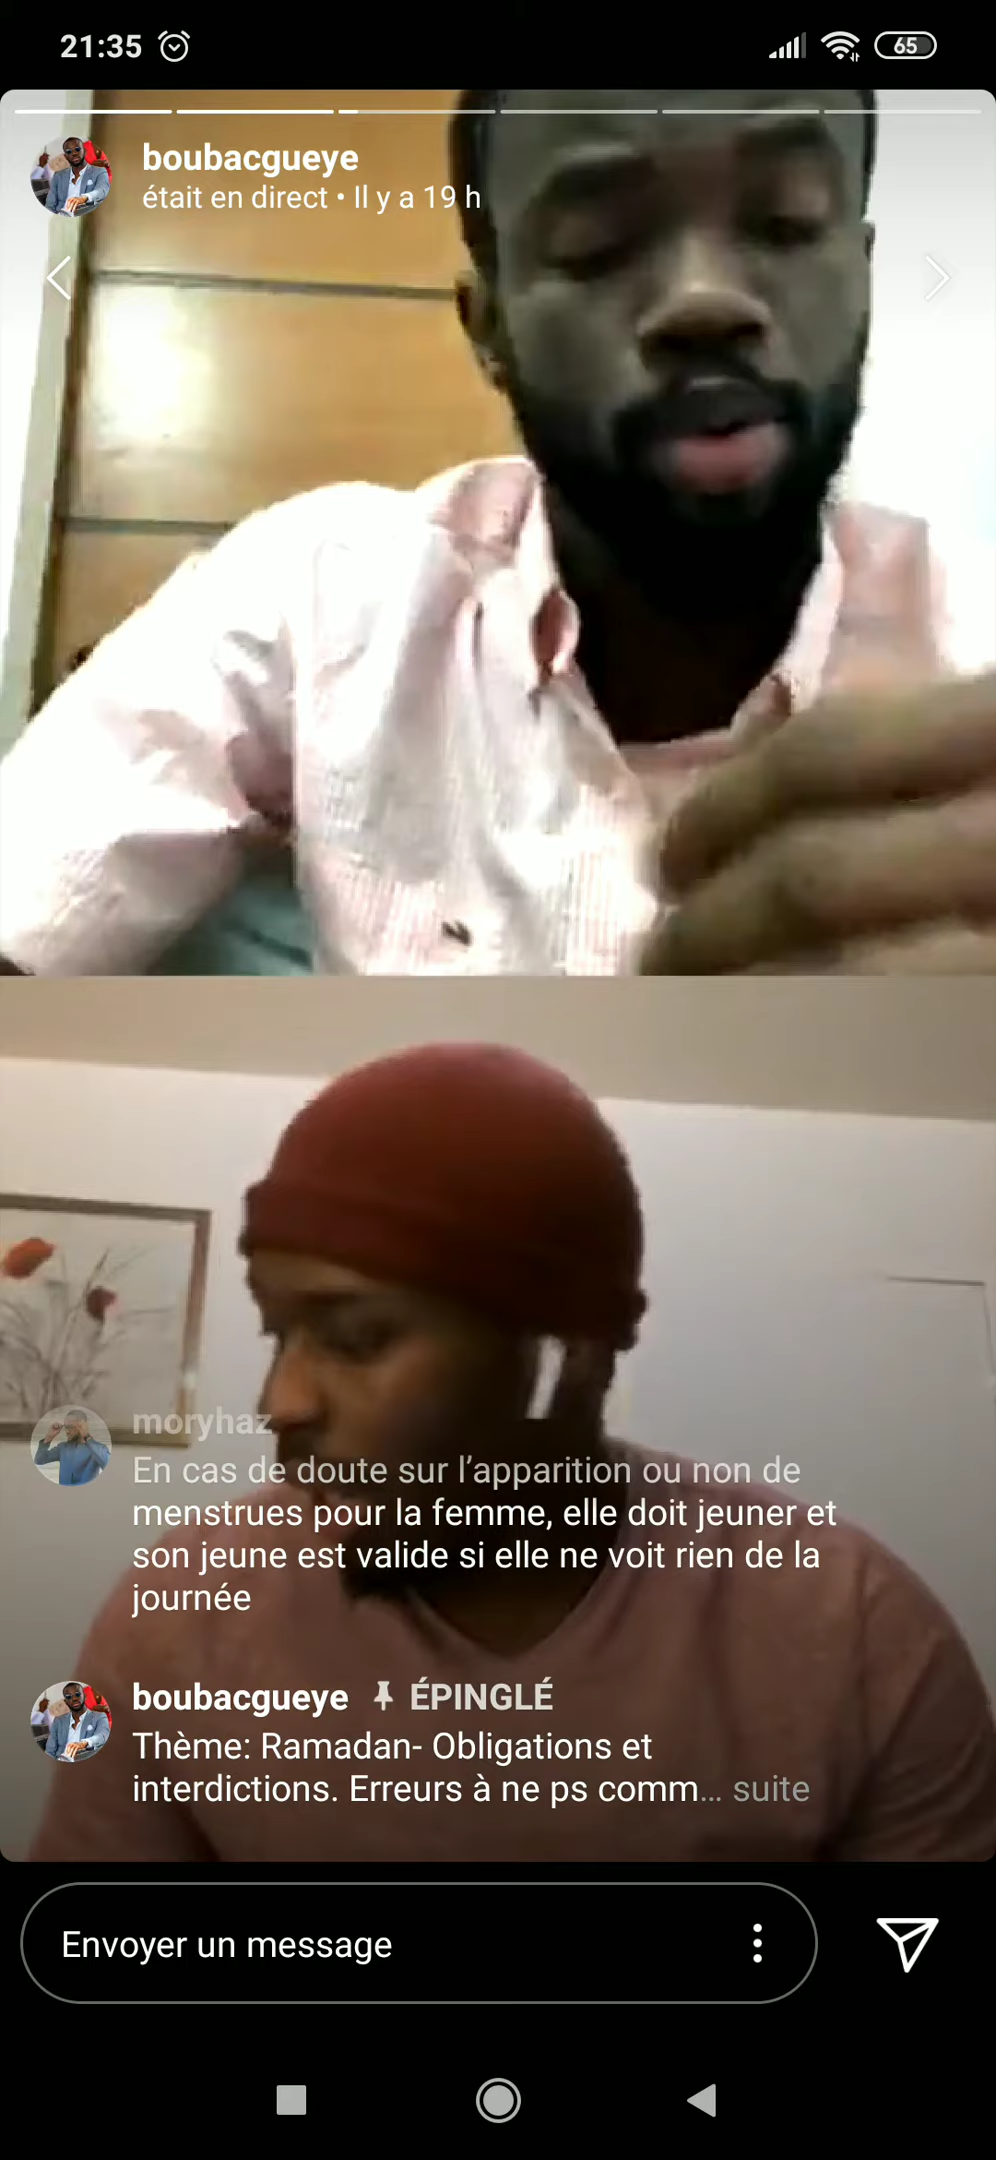 21:35
65
boubacgueye
était en direct • Il y a 19 h
moryhaz
En cas de doute sur l’apparition ou non de
menstrues pour la femme, elle doit jeuner et
son jeune est valide si elle ne voit rien de la
journée
boubacgueye ÉPINGLÉ
Thème: Ramadan- Obligations et
interdictions. Erreurs à ne ps comm... suite
Envoyer un message